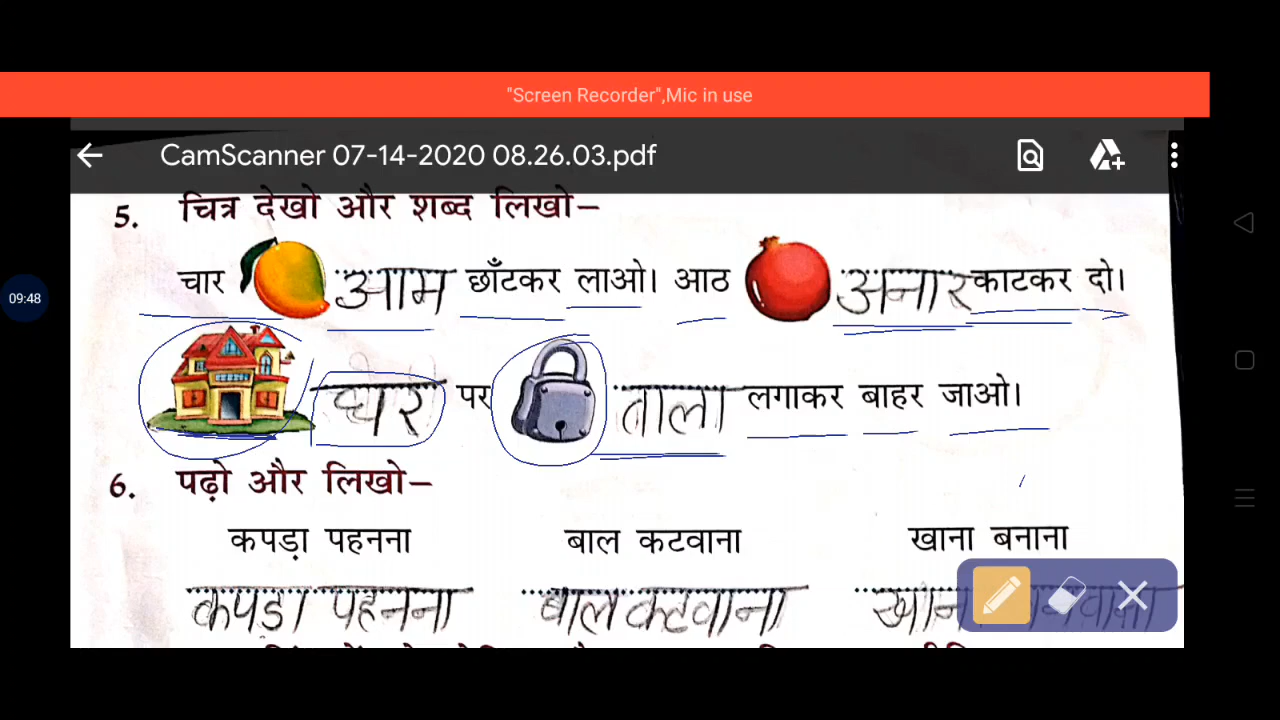 "Screen Recorder",Mic in use
CamScanner 07-14-2020 08.26.03.pdf
5. चित्र देखो और शब्द लिखो–
चार आम छाँटकर लाओ। आठ अनार काटकर दो।
09:48
घर पर ताला लगाकर बाहर जाओ।
6. पढ़ो और लिखो–
कपड़ा पहनना बाल कटवाना खाना बनाना
कपड़ा पहनना बाल कटवाना